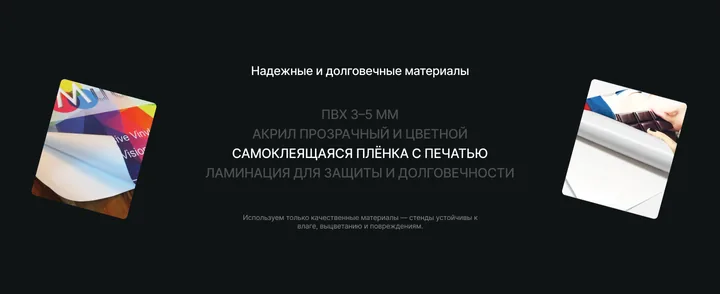 Надежные и долговечные материалы
ПВХ 3–5 ММ
АКРИЛ ПРОЗРАЧНЫЙ И ЦВЕТНОЙ
САМОКЛЕЯЩАЯСЯ ПЛЁНКА С ПЕЧАТЬЮ
ЛАМИНАЦИЯ ДЛЯ ЗАЩИТЫ И ДОЛГОВЕЧНОСТИ
Используем только качественные материалы — стенды устойчивы к
влаге, выцветанию и повреждениям.